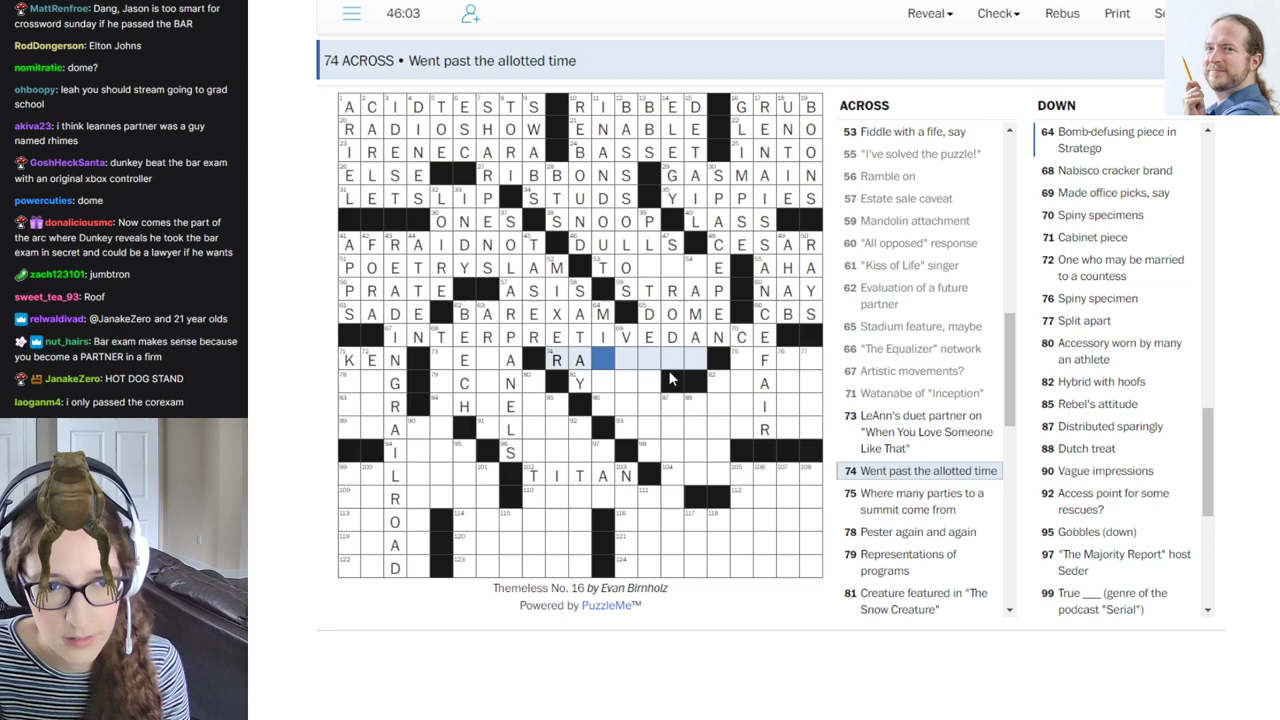 MattRenfroe: Dang, Jason is too smart for
crossword sunday if he passed the BAR
RodDongerson: Elton Johns
nomitratic: dome?
ohboopy: leah you should stream going to grad
school
akiva23: i think leannes partner was a guy
named rhimes
GoshHeckSanta: dunkey beat the bar exam
with an original xbox controller
powercuties: dome
donaliciousmc: Now comes the part of
the arc where Dunkey reveals he took the bar
exam in secret and could be a lawyer if he wants
zach123101: jumbtron
sweet_tea_93: Roof
relwaldivad: @JanakeZero and 21 year olds
nut_hairs: Bar exam makes sense because
you become a PARTNER in a firm
JanakeZero: HOT DOG STAND
loganm4: i only passed the corexam
46:03
Reveal Check Rebus Print Se
74 ACROSS • Went past the allotted time
ACIDTESTS RIBBED GRUB
RADIOSHOW ENABLE LENO
IRENECARA BASSET INTO
ELSE RIBBONS GASMAIN
LETSLIP STUDS YIPPIES
ONES SNOOP LASS
AFRAIDNOT DULLS CESAR
POETRYSLAM TO E AHA
PRATE ASIS STRAP NAY
SADE BAREXAM DOME CBS
INTERPRETIVEDANCE
KEN E A RA F
G C N Y A
R H E I
A L R
I S
L TITAN
R
O
A
D
Themeless No. 16 by Evan Birnholz
Powered by PuzzleMe™
ACROSS
53 Fiddle with a fife, say
55 "I've solved the puzzle!"
56 Ramble on
57 Estate sale caveat
59 Mandolin attachment
60 "All opposed" response
61 "Kiss of Life" singer
62 Evaluation of a future
partner
65 Stadium feature, maybe
66 "The Equalizer" network
67 Artistic movements?
71 Watanabe of "Inception"
73 LeAnn's duet partner on
"When You Love Someone
Like That"
74 Went past the allotted time
75 Where many parties to a
summit come from
78 Pester again and again
79 Representations of
programs
81 Creature featured in "The
Snow Creature"
DOWN
64 Bomb-defusing piece in
Stratego
68 Nabisco cracker brand
69 Made office picks, say
70 Spiny specimens
71 Cabinet piece
72 One who may be married
to a countess
76 Spiny specimen
77 Split apart
80 Accessory worn by many
an athlete
82 Hybrid with hoofs
85 Rebel's attitude
87 Distributed sparingly
88 Dutch treat
90 Vague impressions
92 Access point for some
rescues?
95 Gobbles (down)
97 "The Majority Report" host
Seder
99 True ___ (genre of the
podcast "Serial")